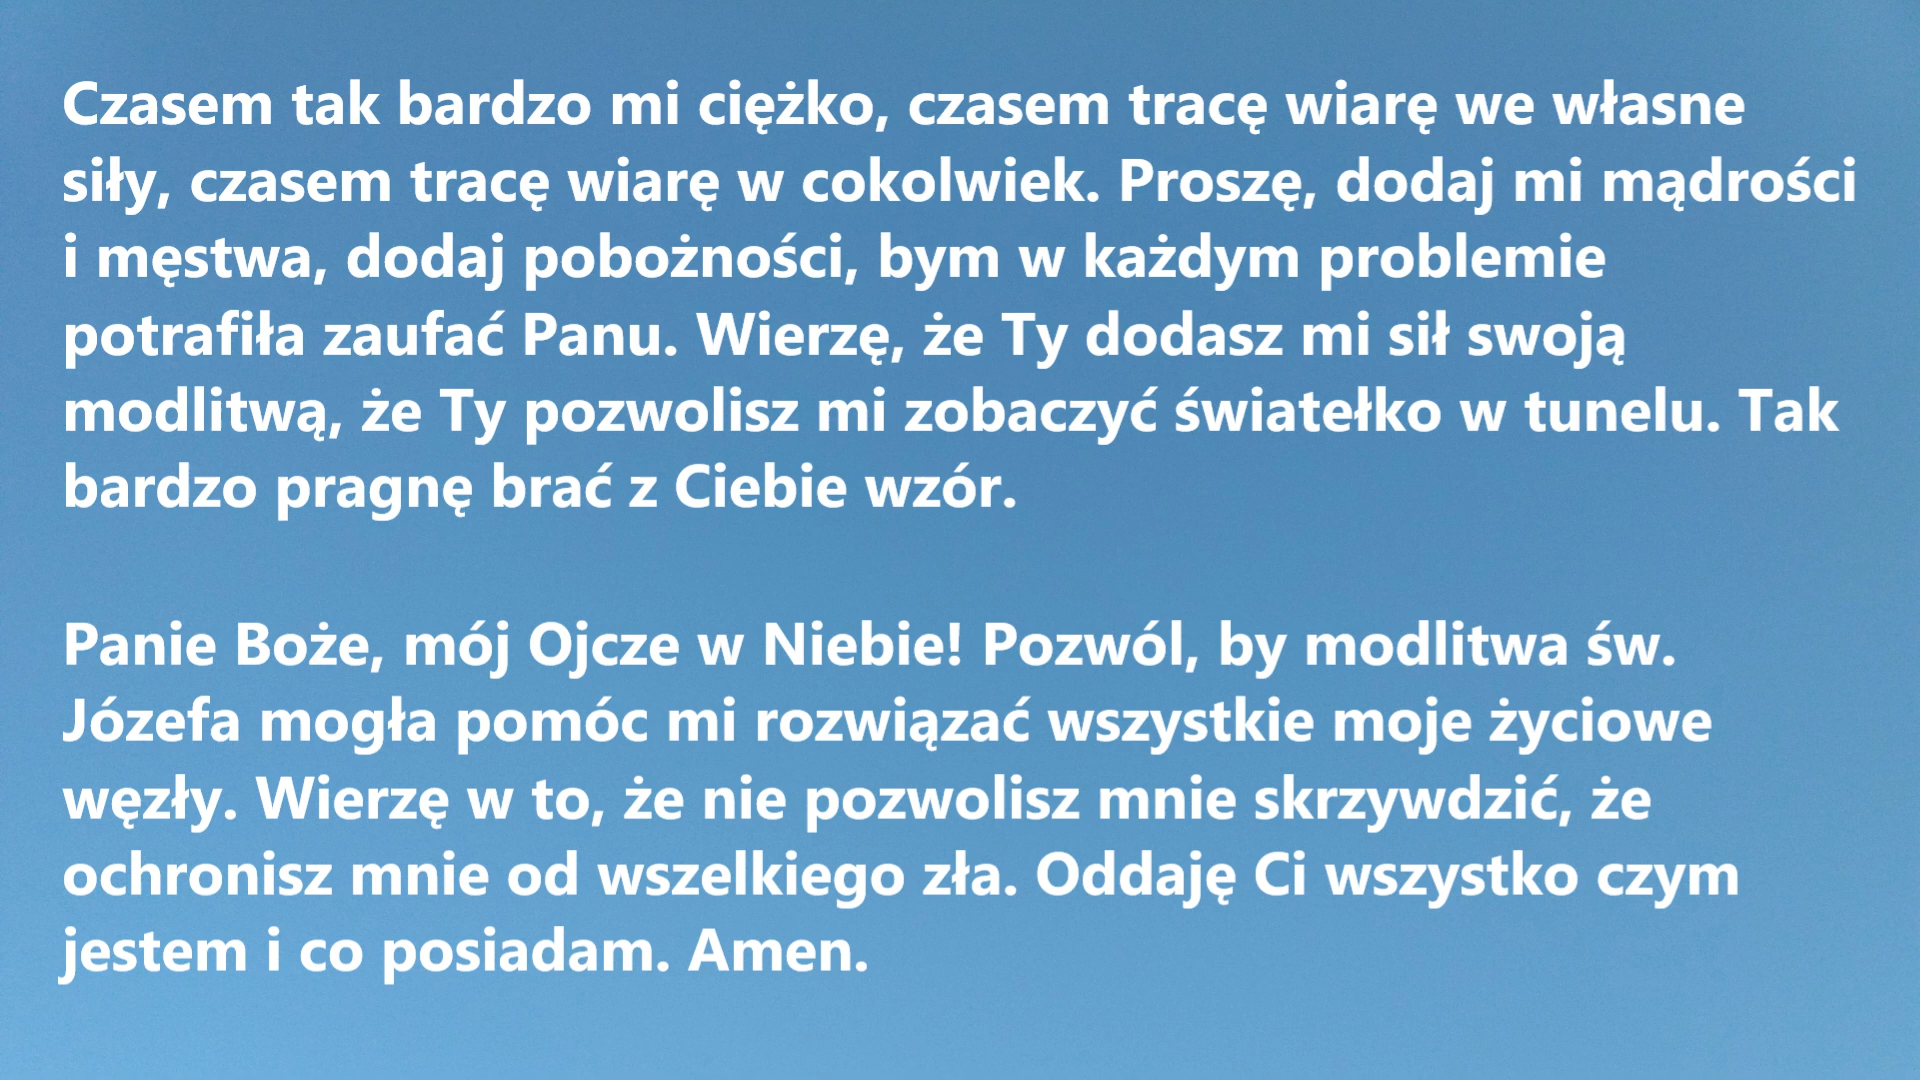 Czasem tak bardzo mi ciężko, czasem tracę wiarę we własne
siły, czasem tracę wiarę w cokolwiek. Proszę, dodaj mi mądrości
i męstwa, dodaj pobożności, bym w każdym problemie
potrafiła zaufać Panu. Wierzę, że Ty dodasz mi sił swoją
modlitwą, że Ty pozwolisz mi zobaczyć światełko w tunelu. Tak
bardzo pragnę brać z Ciebie wzór.
Panie Boże, mój Ojcze w Niebie! Pozwól, by modlitwa św.
Józefa mogła pomóc mi rozwiązać wszystkie moje życiowe
węzły. Wierzę w to, że nie pozwolisz mnie skrzywdzić, że
ochronisz mnie od wszelkiego zła. Oddaję Ci wszystko czym
jestem i co posiadam. Amen.